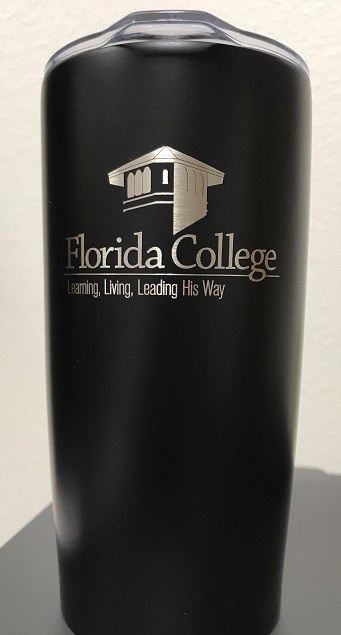 Florida College
Learning, Living, Leading His Way